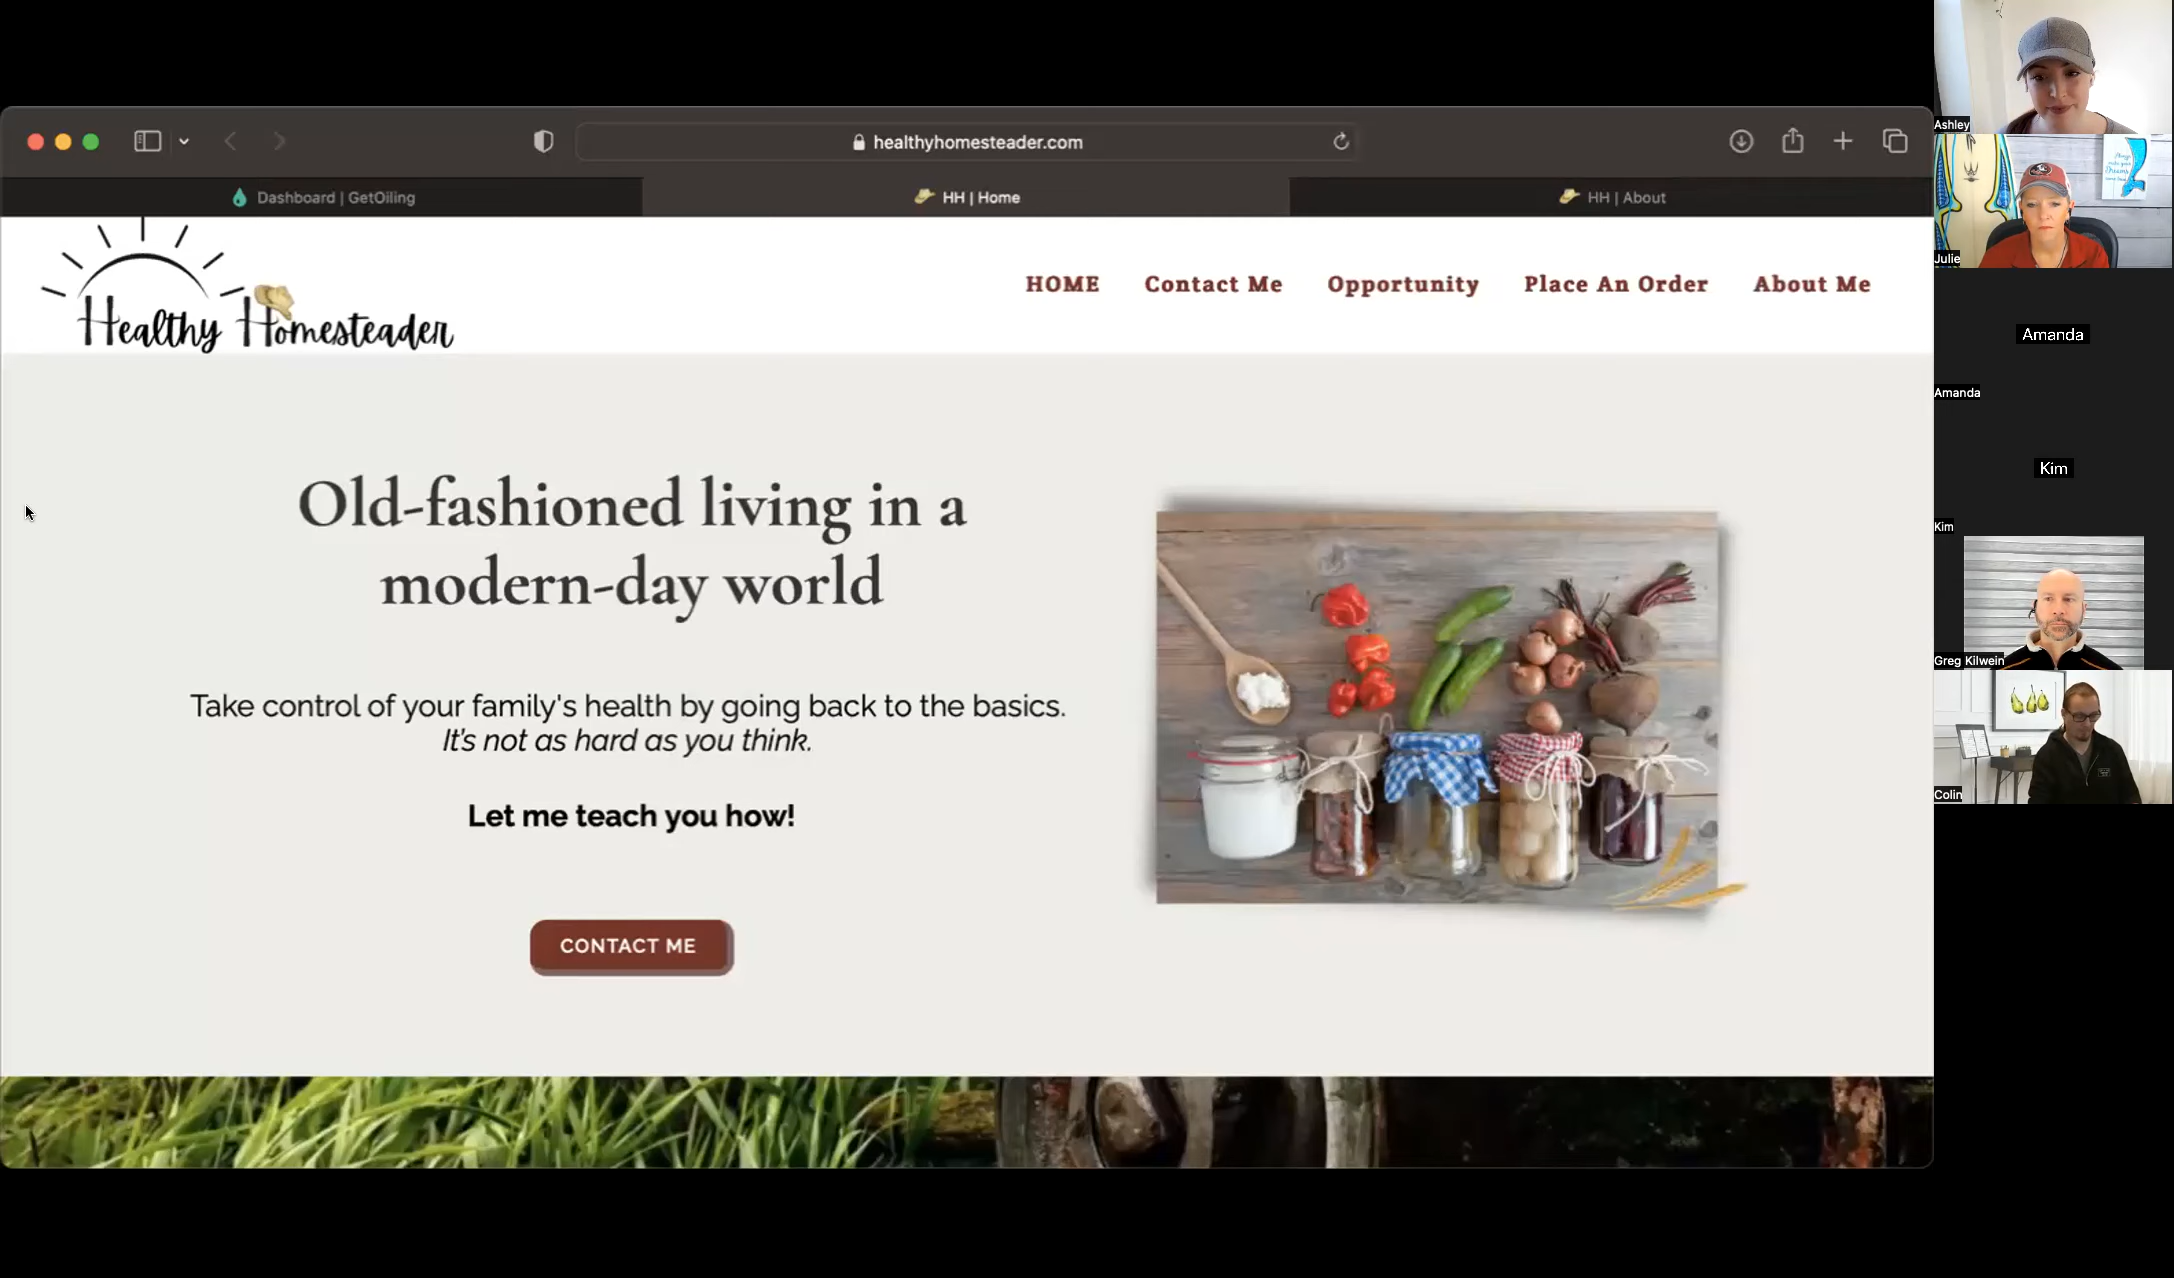 healthyhomesteader.com
Dashboard | GetOiling
HH | Home
HH | About
Healthy Homesteader
HOME
Contact Me
Opportunity
Place An Order
About Me
Old-fashioned living in a
modern-day world
Take control of your family's health by going back to the basics.
It's not as hard as you think.
Let me teach you how!
CONTACT ME
Ashley
Julie
Amanda
Amanda
Kim
Kim
Greg Kilwein
Colin